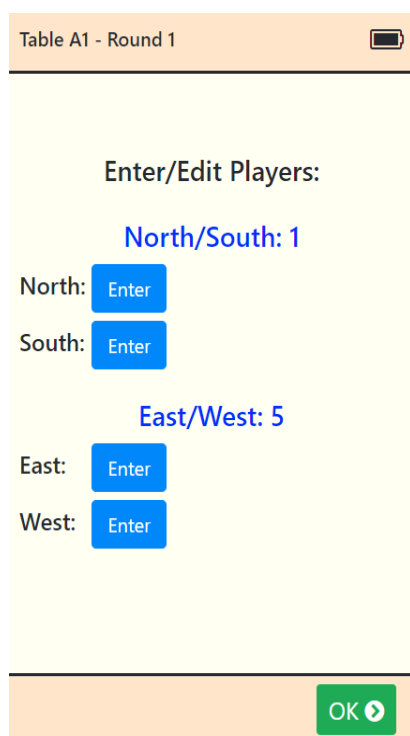 Table A1 - Round 1
Enter/Edit Players:
North/South: 1
North: Enter
South: Enter
East/West: 5
East: Enter
West: Enter
OK